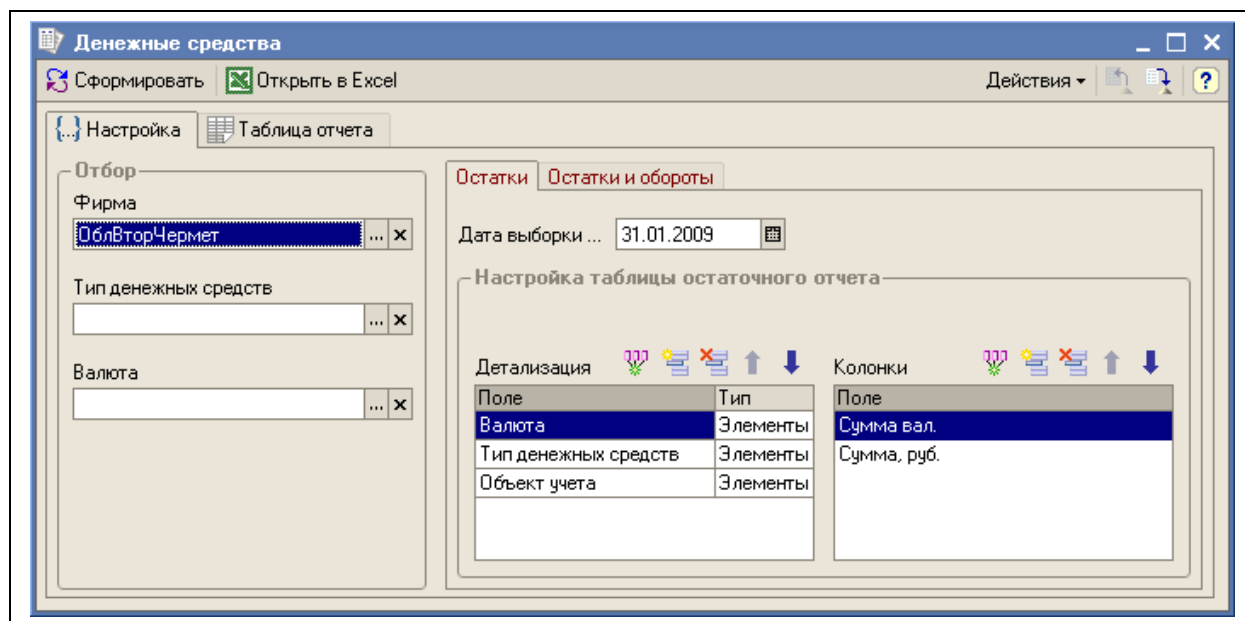 Денежные средства
Сформировать Открыть в Excel Действия ?
{...} Настройка Таблица отчета
Отбор
Фирма
ОблВторЧермет ... x
Тип денежных средств
... x
Валюта
... x
Остатки Остатки и обороты
Дата выборки ... 31.01.2009
Настройка таблицы остаточного отчета
Детализация
Поле Тип
Валюта Элементы
Тип денежных средств Элементы
Объект учета Элементы
Колонки
Поле
Сумма вал.
Сумма, руб.